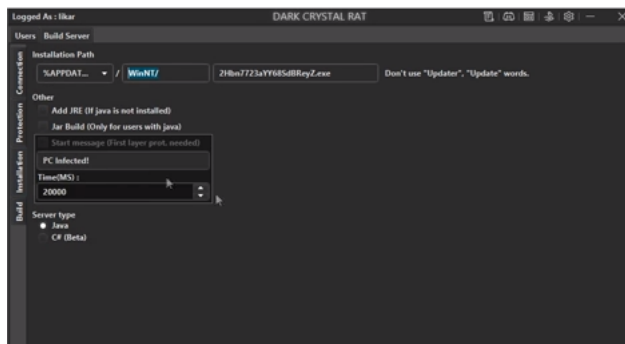 Logged As : likar
DARK CRYSTAL RAT
Users Build Server
Connection
Protection
Installation
Build
Installation Path
%APPDAT... / WinNT/ 2Hbn7723aYY68SdBReyZ.exe Don't use "Updater", "Update" words.
Other
Add JRE (If java is not installed)
Jar Build (Only for users with java)
Start message (First layer prot. needed)
PC Infected!
Time(MS) :
20000
Server type
Java
C# (Beta)